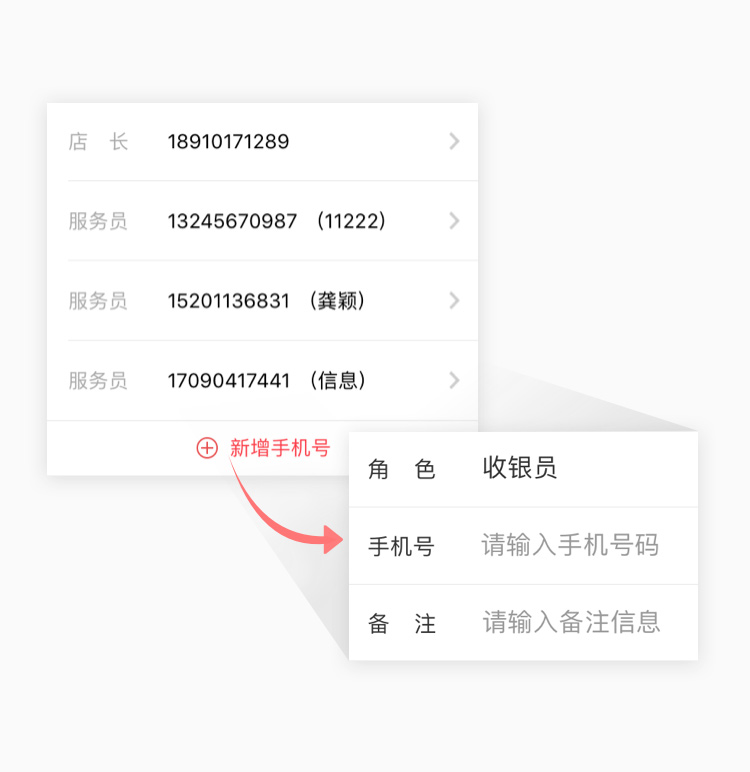 店 长 18910171289
服务员 13245670987 (11222)
服务员 15201136831 (龚颖)
服务员 17090417441 (信息)
新增手机号
角 色 收银员
手机号 请输入手机号码
备 注 请输入备注信息